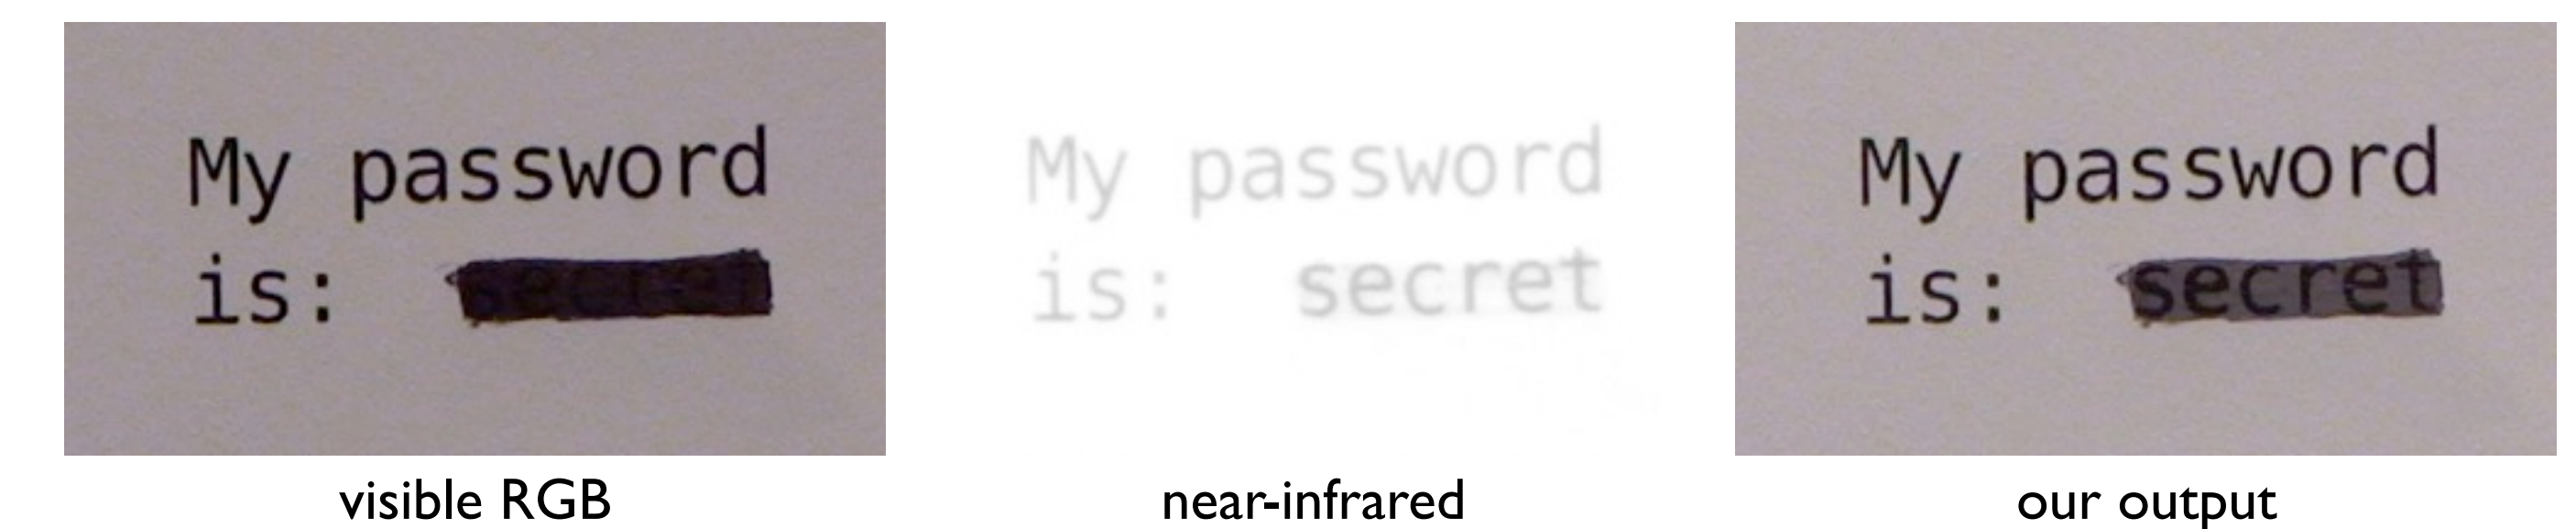 My password
is:
visible RGB
My password
is: secret
near-infrared
My password
is: secret
our output